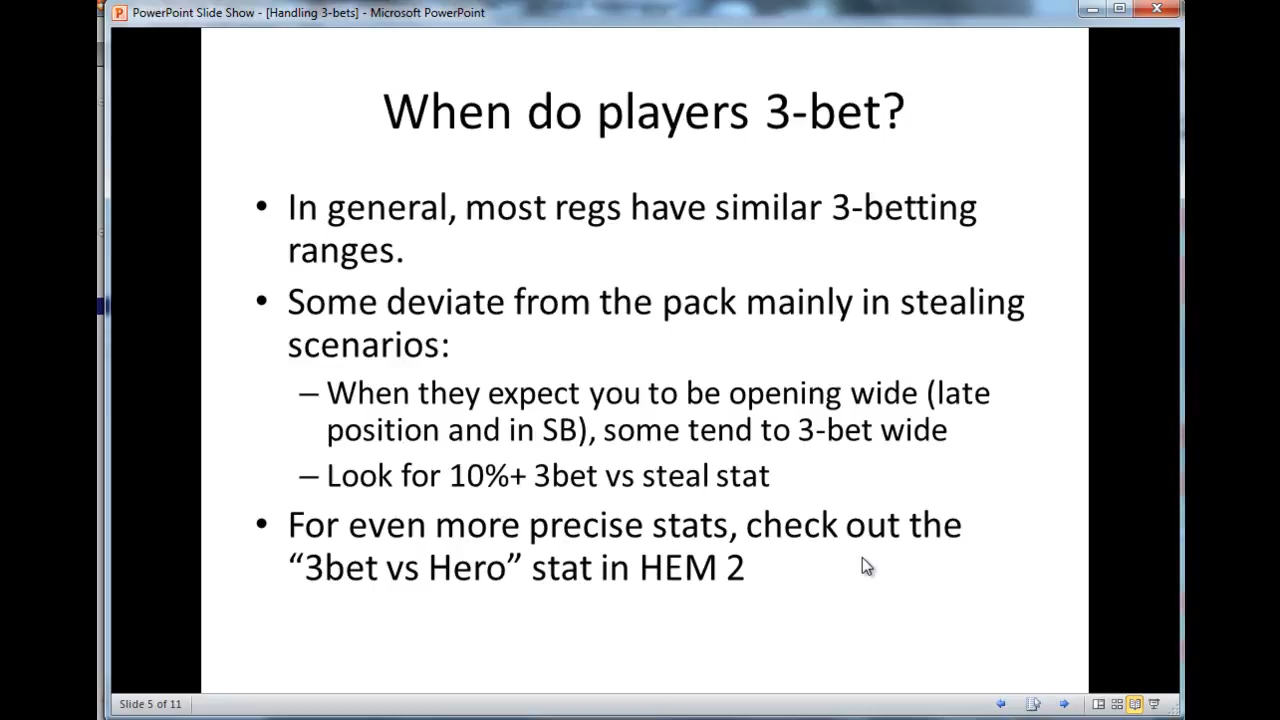 PowerPoint Slide Show - [Handling 3-bets] - Microsoft PowerPoint
When do players 3-bet?
• In general, most regs have similar 3-betting
ranges.
• Some deviate from the pack mainly in stealing
scenarios:
– When they expect you to be opening wide (late
position and in SB), some tend to 3-bet wide
– Look for 10%+ 3bet vs steal stat
• For even more precise stats, check out the
“3bet vs Hero” stat in HEM 2
Slide 5 of 11